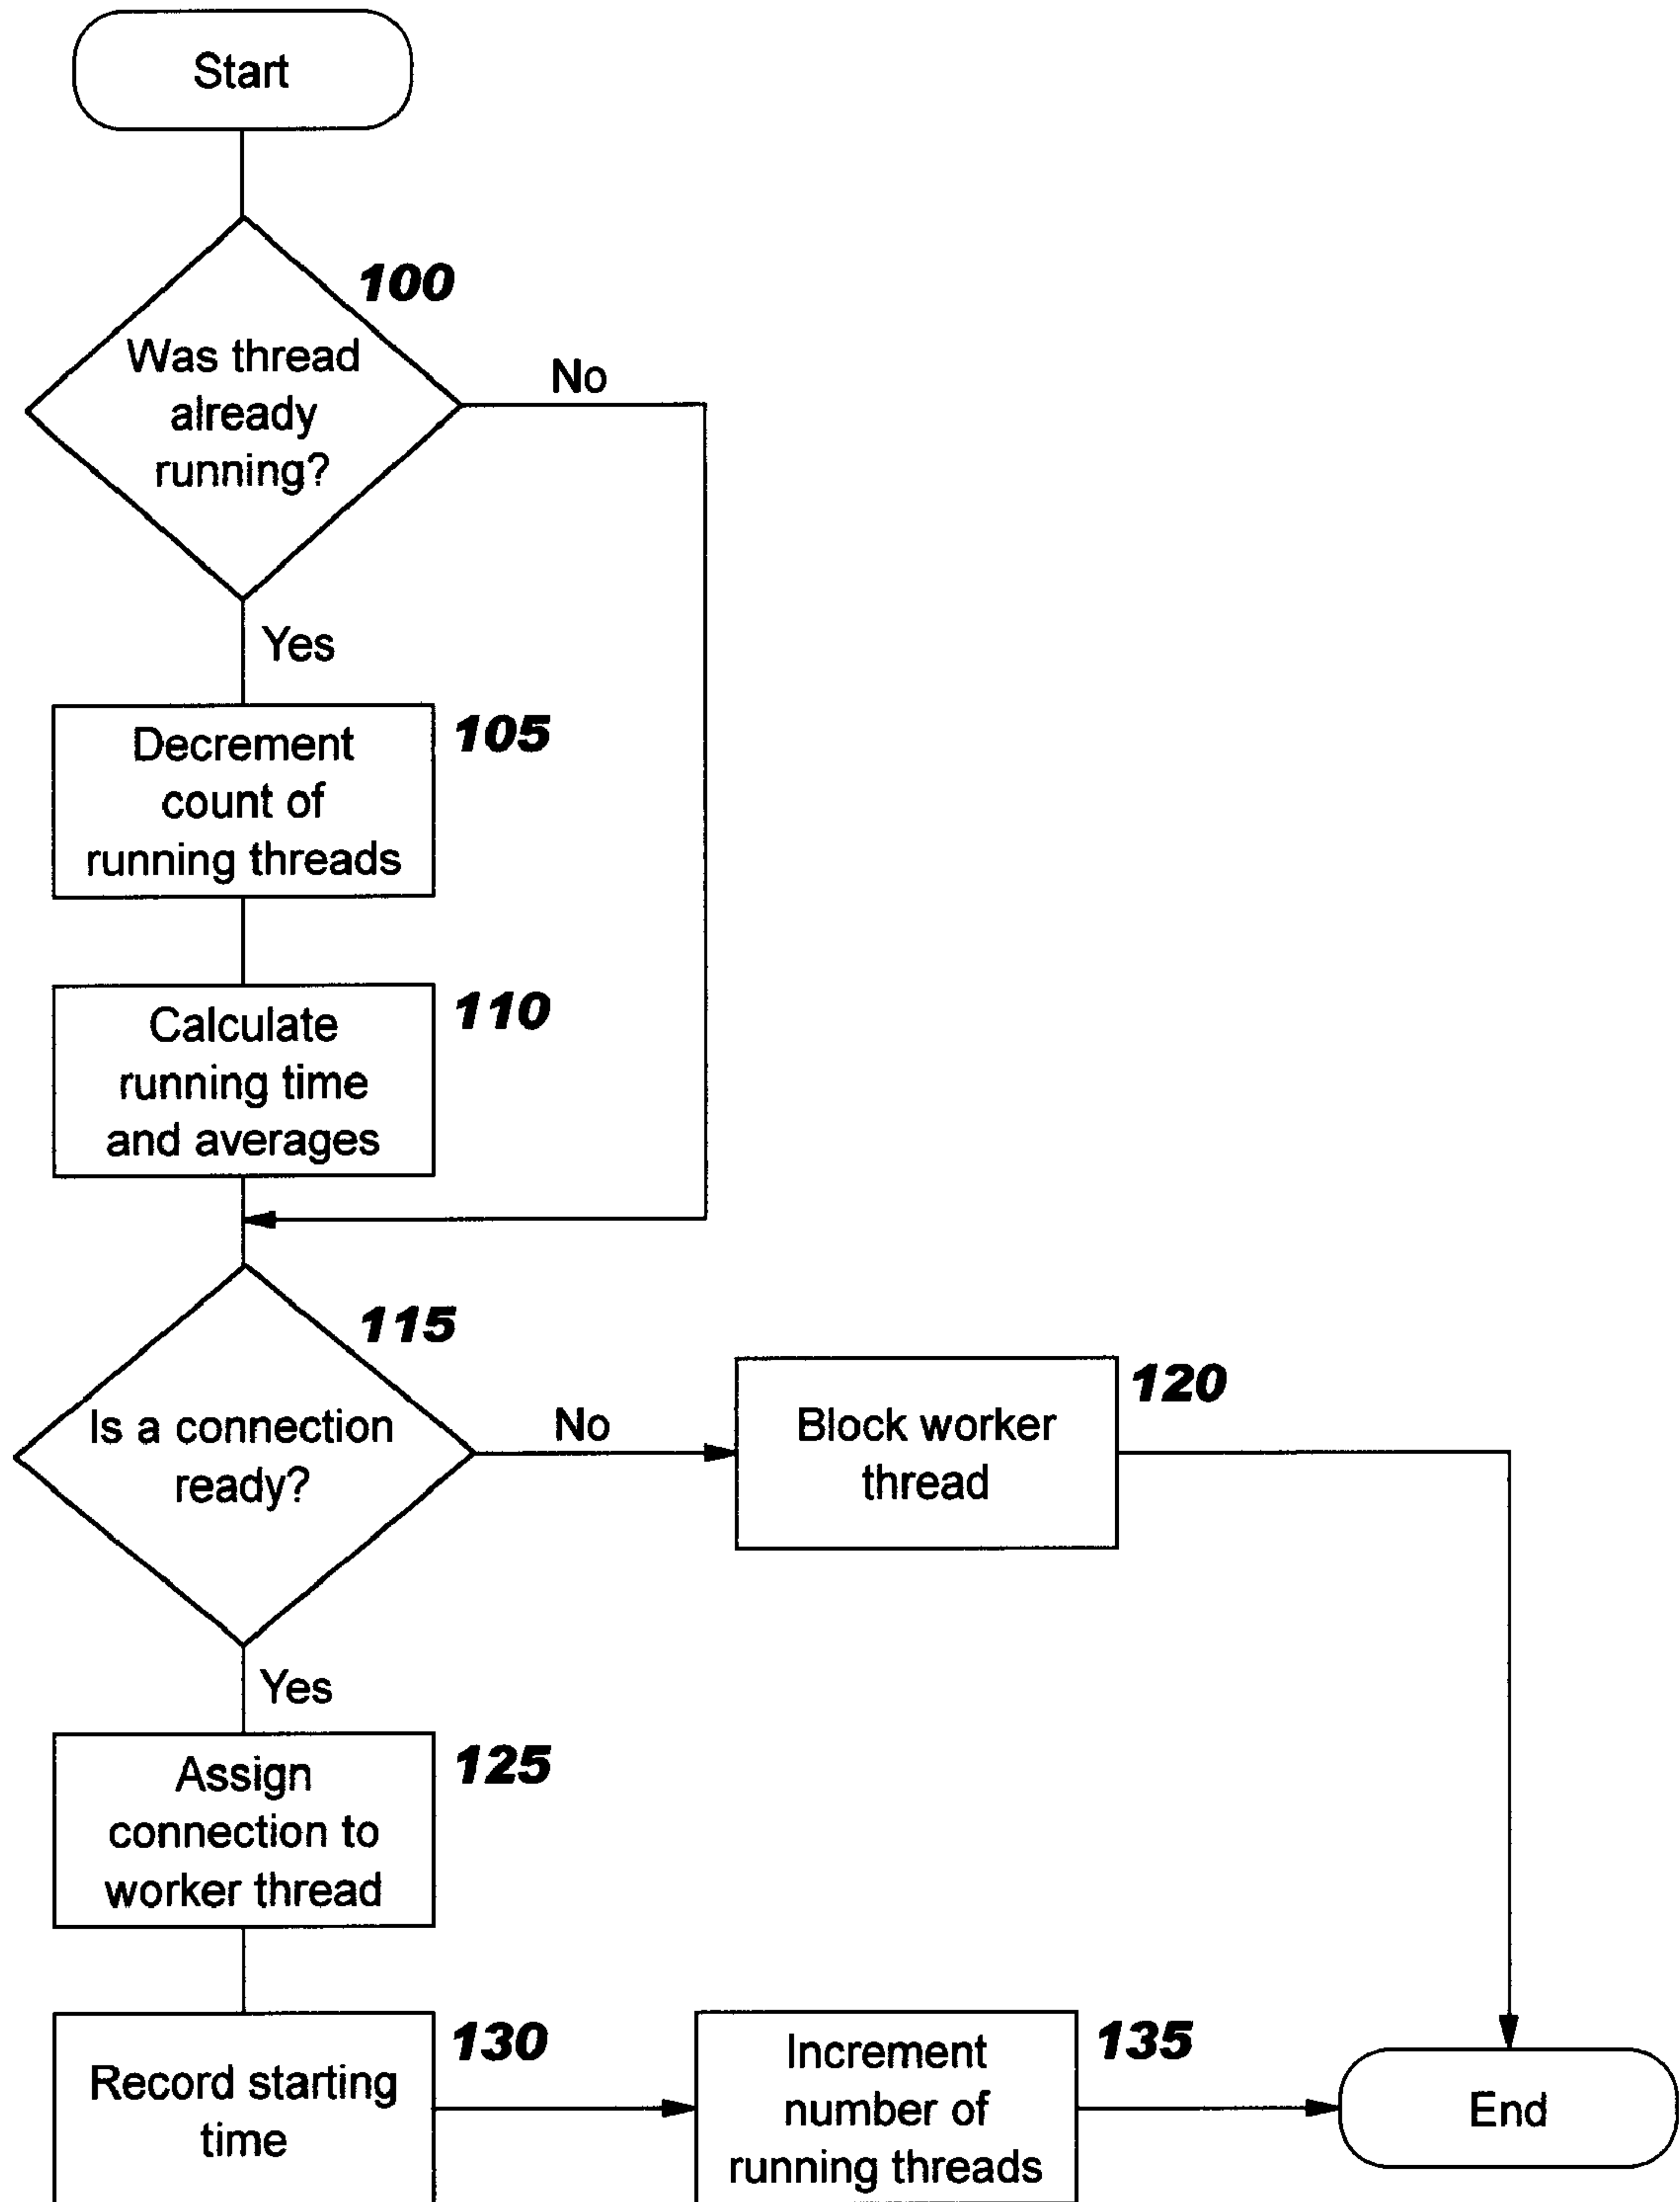 Start
100
Was thread
already
running?
No
Yes
Decrement
count of
running threads
105
Calculate
running time
and averages
110
115
Is a connection
ready?
No
Block worker
thread
120
Yes
Assign
connection to
worker thread
125
Record starting
time
130
Increment
number of
running threads
135
End